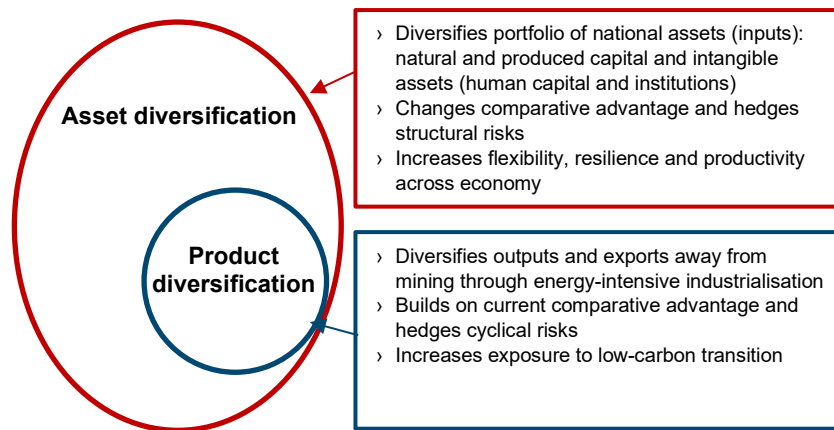 Asset diversification
Product
diversification
› Diversifies portfolio of national assets (inputs):
natural and produced capital and intangible
assets (human capital and institutions)
› Changes comparative advantage and hedges
structural risks
› Increases flexibility, resilience and productivity
across economy
› Diversifies outputs and exports away from
mining through energy-intensive industrialisation
› Builds on current comparative advantage and
hedges cyclical risks
› Increases exposure to low-carbon transition